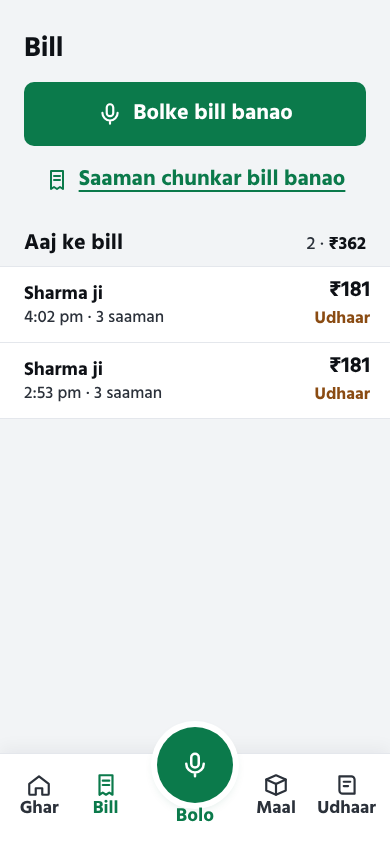 Bill
Bolke bill banao
Saaman chunkar bill banao
Aaj ke bill
2 · ₹362
Sharma ji
₹181
4:02 pm · 3 saaman
Udhaar
Sharma ji
₹181
2:53 pm · 3 saaman
Udhaar
Ghar
Bill
Bolo
Maal
Udhaar